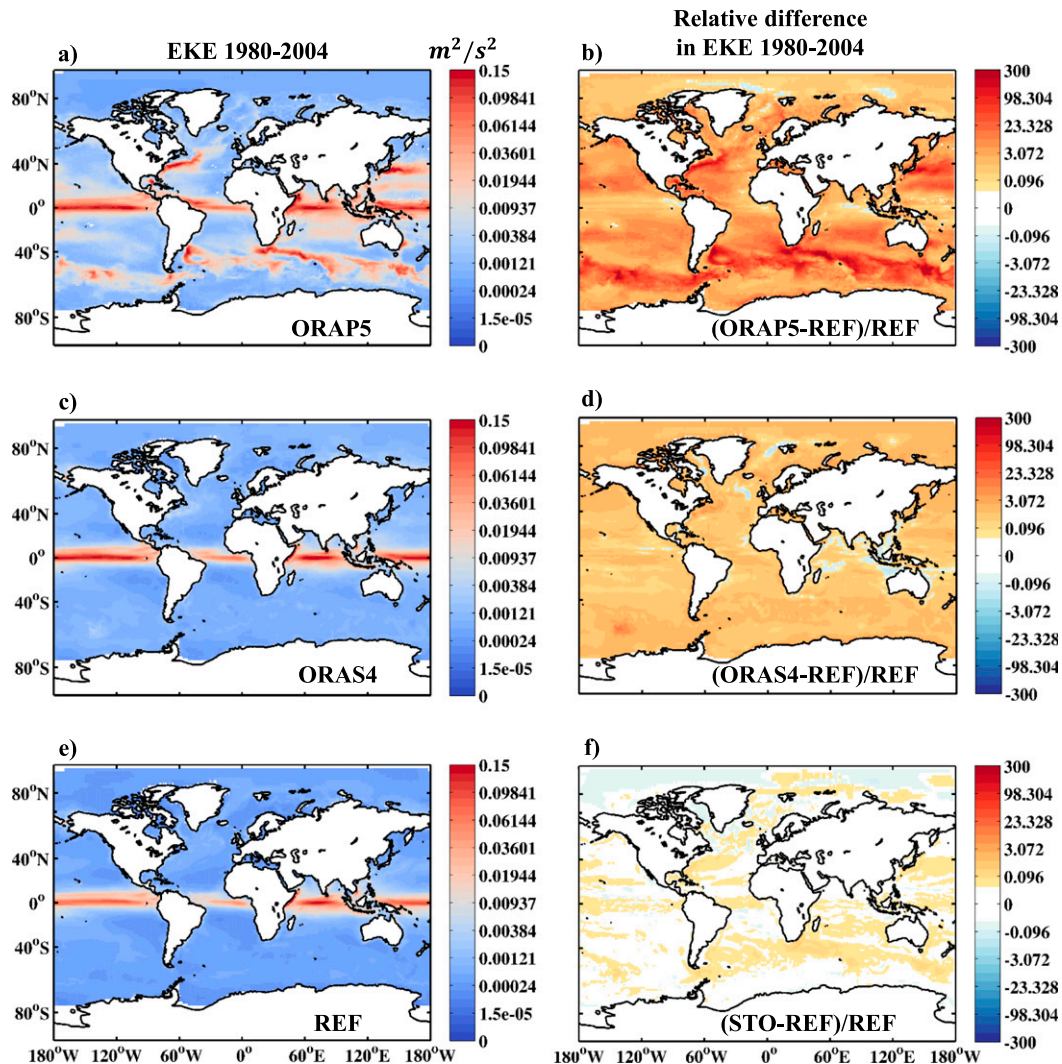 EKE 1980-2004
m²/s²
Relative difference
in EKE 1980-2004
a)
80°N
40°N
0°
40°S
80°S
ORAP5
0.15
0.09841
0.06144
0.03601
0.01944
0.00937
0.00384
0.00121
0.00024
1.5e-05
0
b)
(ORAP5-REF)/REF
300
98.304
23.328
3.072
0.096
0
-0.096
-3.072
-23.328
-98.304
-300
c)
80°N
40°N
0°
40°S
80°S
ORAS4
0.15
0.09841
0.06144
0.03601
0.01944
0.00937
0.00384
0.00121
0.00024
1.5e-05
0
d)
(ORAS4-REF)/REF
300
98.304
23.328
3.072
0.096
0
-0.096
-3.072
-23.328
-98.304
-300
e)
80°N
40°N
0°
40°S
80°S
REF
180°W 120°W 60°W 0° 60°E 120°E 180°E
0.15
0.09841
0.06144
0.03601
0.01944
0.00937
0.00384
0.00121
0.00024
1.5e-05
0
f)
(STO-REF)/REF
180°W 120°W 60°W 0° 60°E 120°E 180°E
300
98.304
23.328
3.072
0.096
0
-0.096
-3.072
-23.328
-98.304
-300